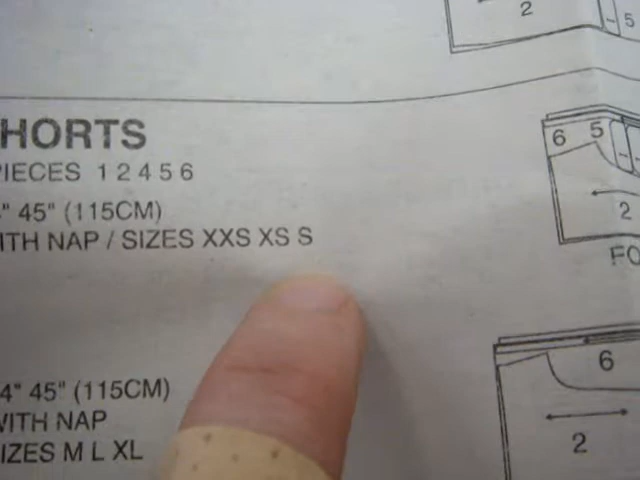 2
5
HORTS
PIECES 1 2 4 5 6
" 45" (115CM)
ITH NAP / SIZES XXS XS S
6 5
2
FO
4" 45" (115CM)
WITH NAP
IZES M L XL
6
2